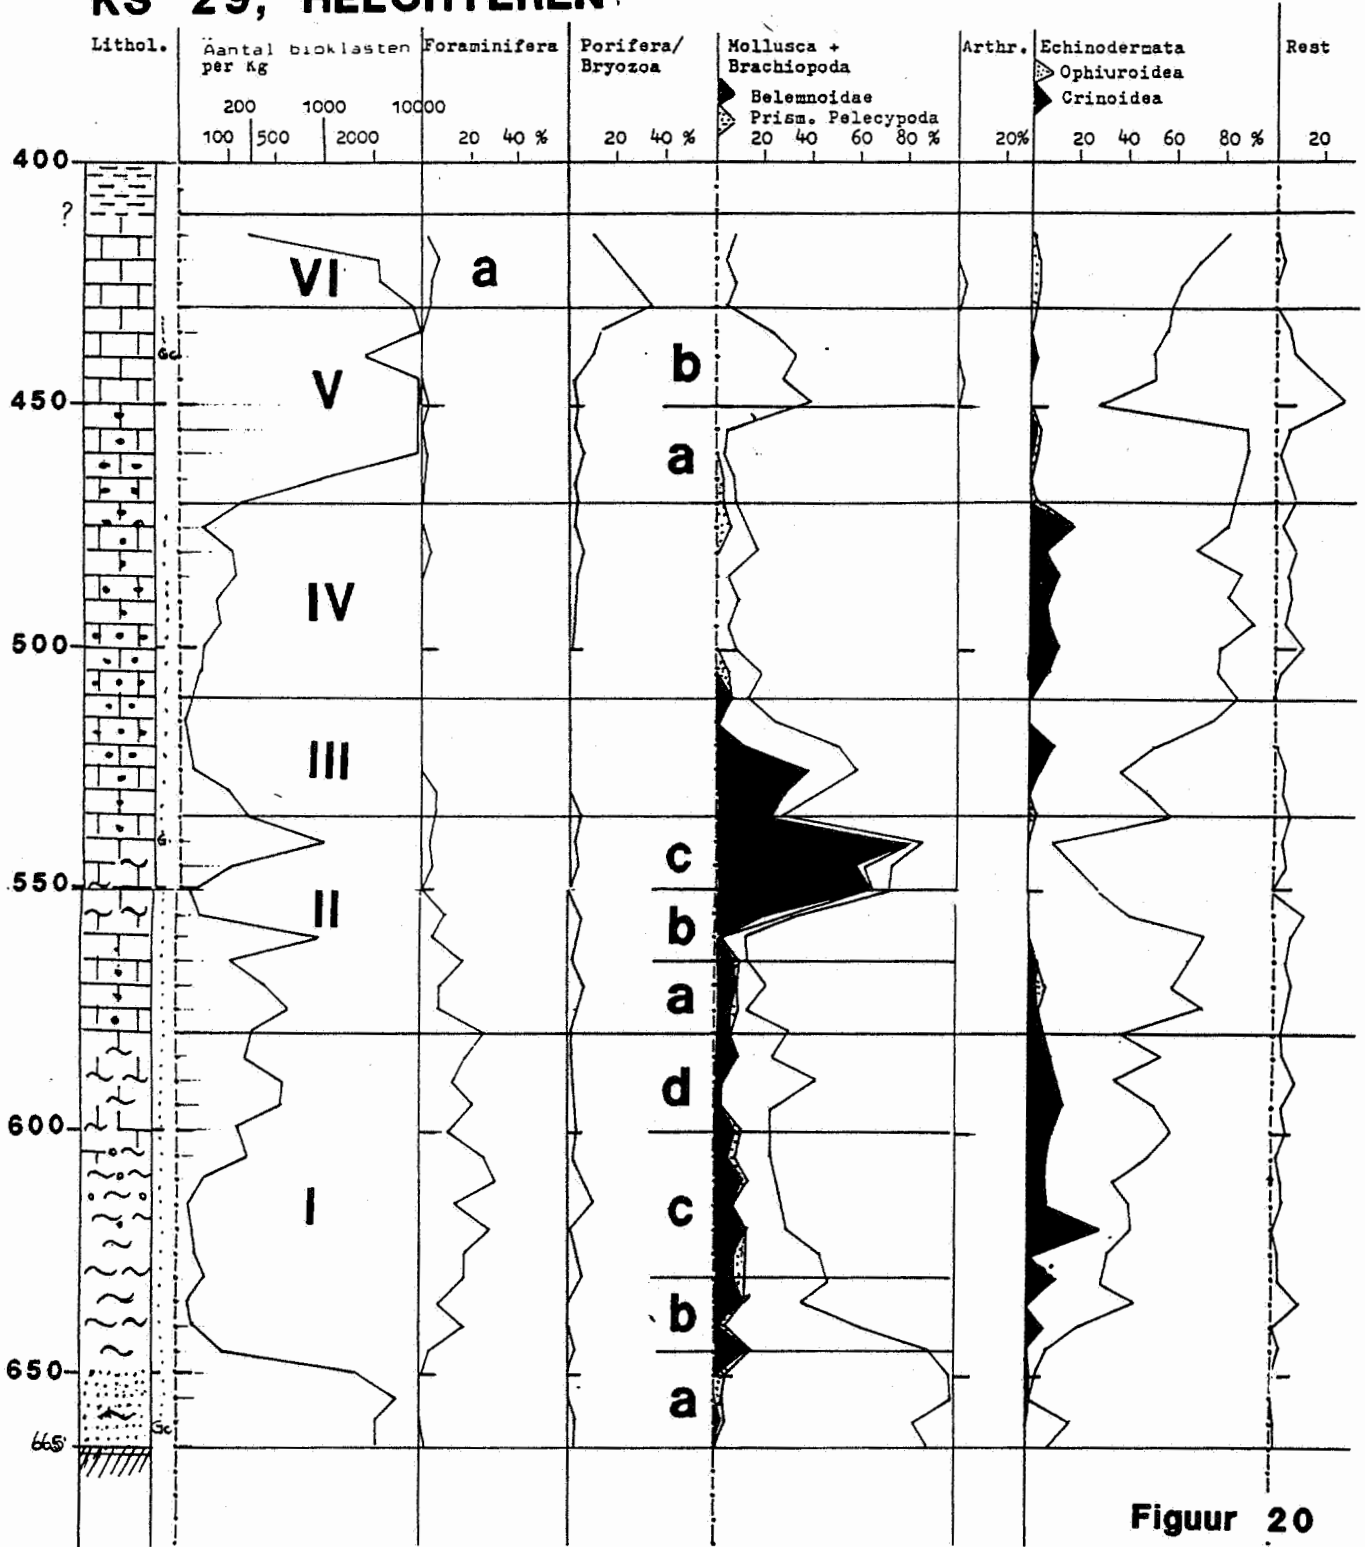 KS 29, HELCHTEREN
Lithol. Aantal bioklasten Foraminifera Porifera/ Mollusca + Arthr. Echinodermata Rest
per Kg Bryozoa Brachiopoda Ophiuroidea
Belemnoidae Crinoidea
Prism. Pelecypoda
200 1000 10000
100 500 2000 20 40 % 20 40 % 20 40 60 80 % 20% 20 40 60 80 % 20
400
?
VI a
Gc
b
V
450
a
IV
500
III
G
c
550
II
b
a
d
600
I
c
b
650
a
Gc
665
Figuur 20